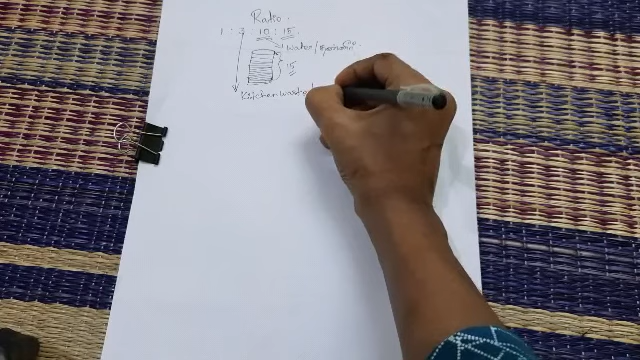 Ratio.
1 : 3 : 10 : 15.
Water /
15
Kitchen waste